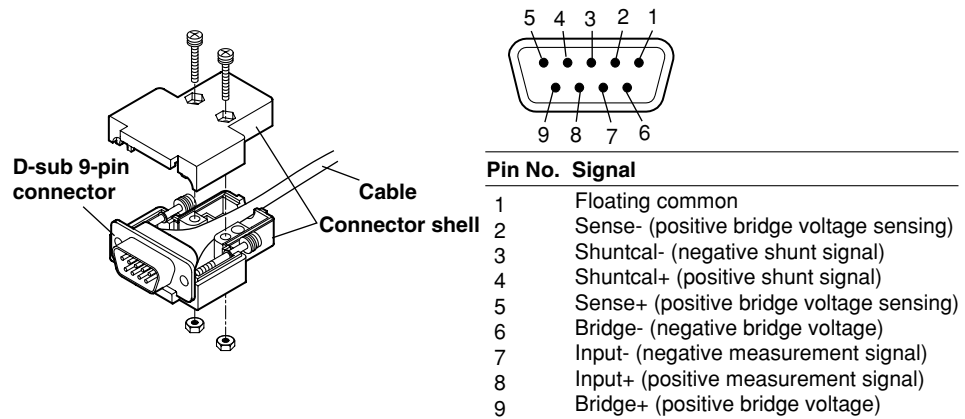 D-sub 9-pin
connector
Cable
Connector shell
5 4 3 2 1
9 8 7 6
Pin No. Signal
1 Floating common
2 Sense- (positive bridge voltage sensing)
3 Shuntcal- (negative shunt signal)
4 Shuntcal+ (positive shunt signal)
5 Sense+ (positive bridge voltage sensing)
6 Bridge- (negative bridge voltage)
7 Input- (negative measurement signal)
8 Input+ (positive measurement signal)
9 Bridge+ (positive bridge voltage)